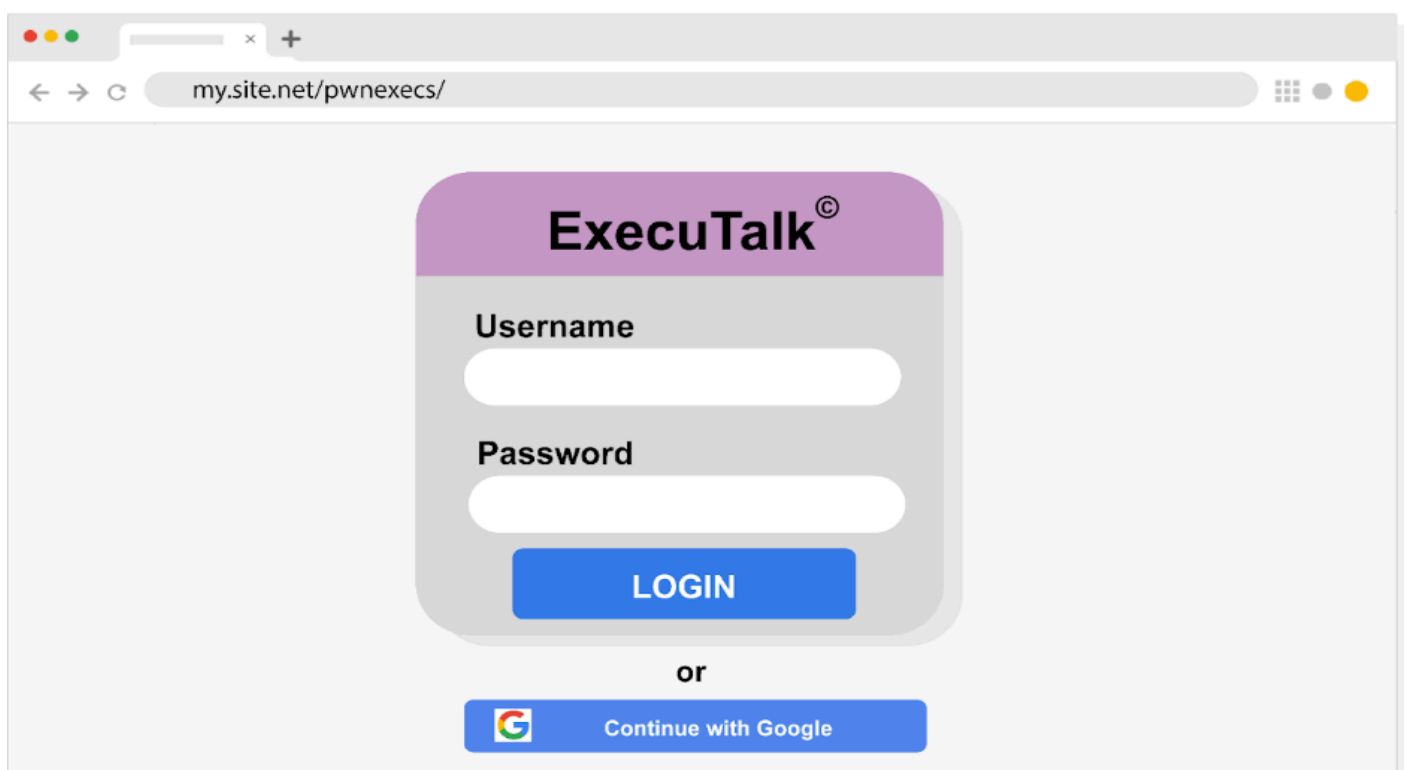 my.site.net/pwnexecs/
ExecuTalk©
Username
Password
LOGIN
or
Continue with Google